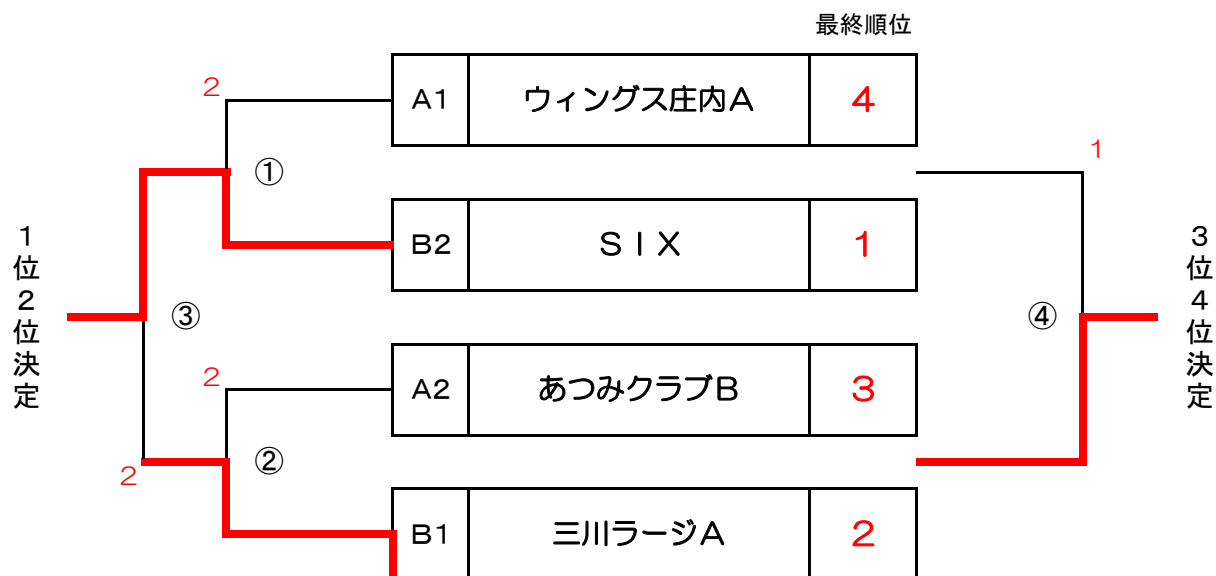 最終順位
2
A1 ウィングス庄内A 4
①
1
B2 SIX 1
1位2位決定
3位4位決定
③
④
2
A2 あつみクラブB 3
②
2
B1 三川ラージA 2